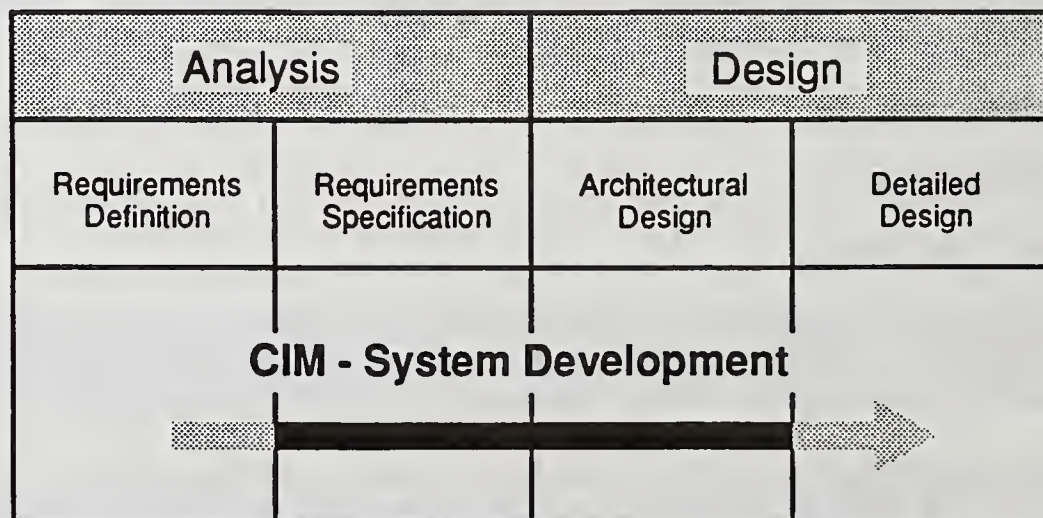 Analysis
Design
Requirements
Definition
Requirements
Specification
Architectural
Design
Detailed
Design
CIM - System Development